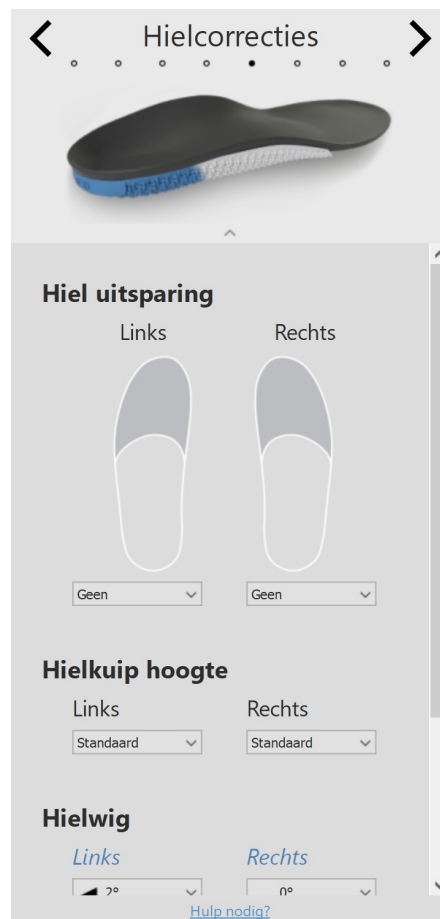 Hielcorrecties
Hiel uitsparing
Links Rechts
Geen Geen
Hielkuip hoogte
Links Rechts
Standaard Standaard
Hielwig
Links Rechts
2° 0°
Hulp nodig?